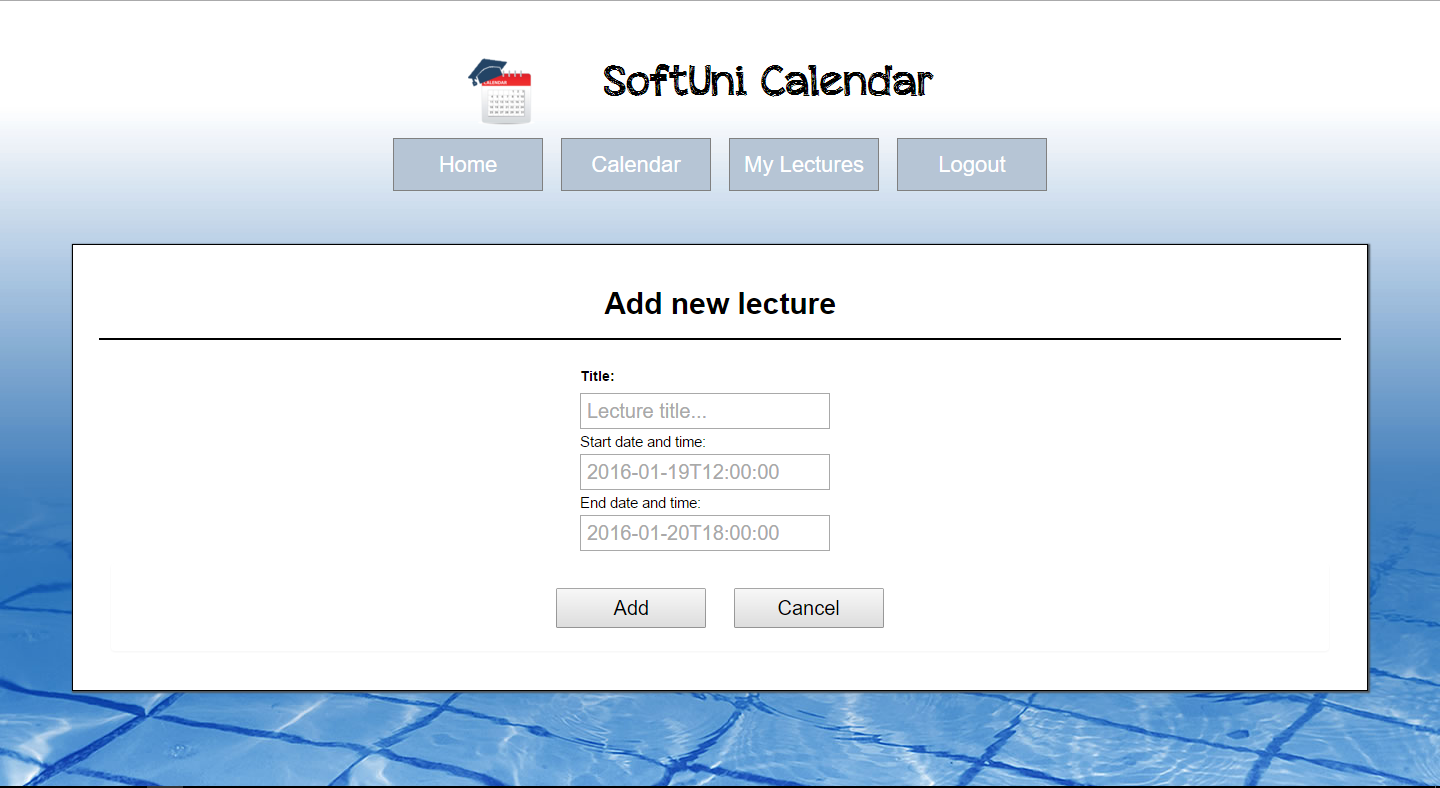 CALENDAR
SoftUni Calendar
Home Calendar My Lectures Logout
Add new lecture
Title:
Lecture title...
Start date and time:
2016-01-19T12:00:00
End date and time:
2016-01-20T18:00:00
Add Cancel